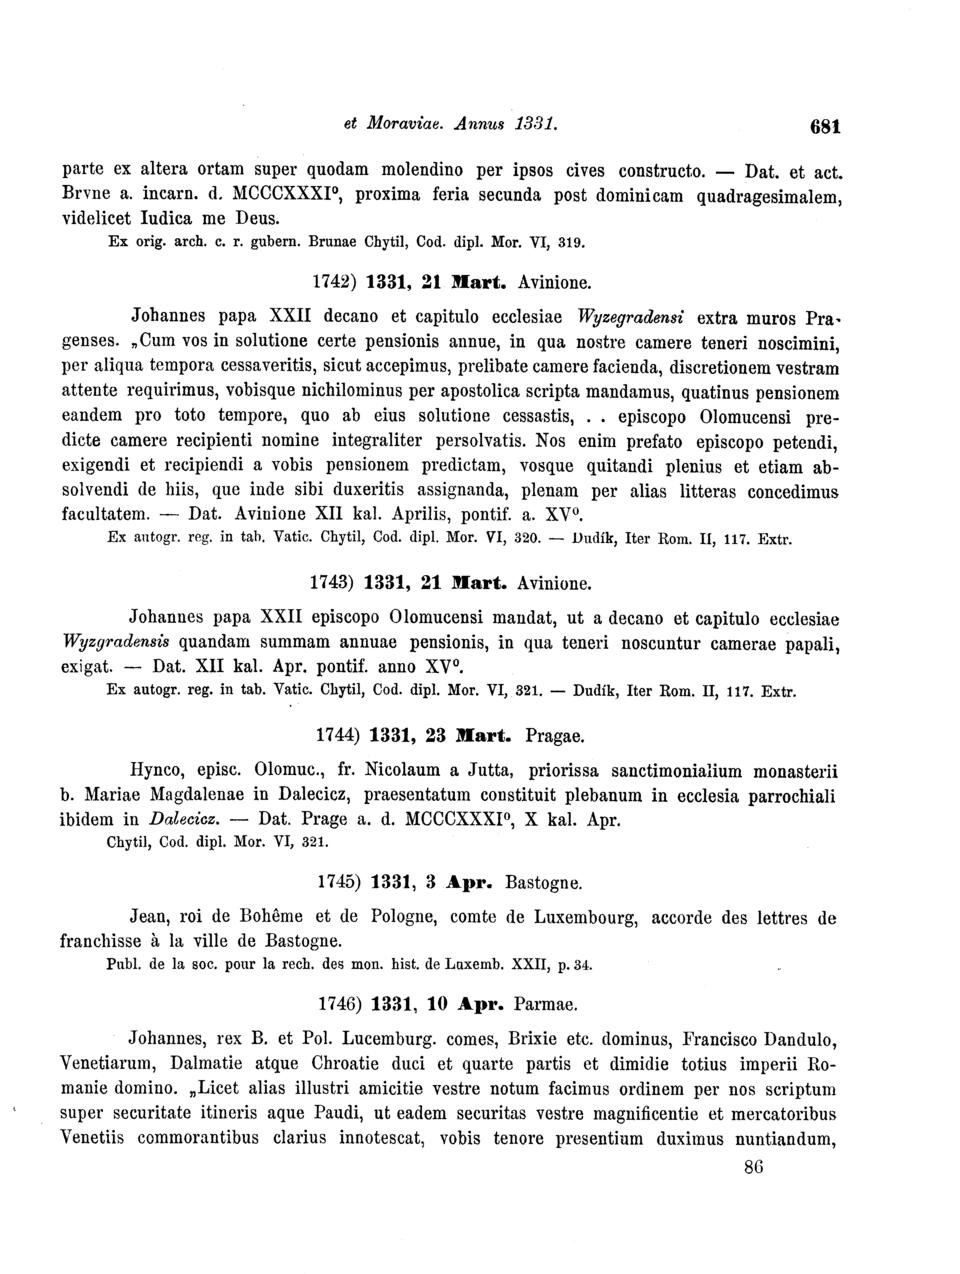 et Moraviae. Annus 1331. 681
parte ex altera ortam super quodam molendino per ipsos cives constructo. — Dat. et act.
Brvne a. incarn. d. MCCCXXXI⁰, proxima feria secunda post dominicam quadragesimalem,
videlicet Iudica me Deus.
Ex orig. arch. c. r. gubern. Brunae Chytil, Cod. dipl. Mor. VI, 319.
1742) 1331, 21 Mart. Avinione.
Johannes papa XXII decano et capitulo ecclesiae Wyzegradensi extra muros Pra-
genses. „Cum vos in solutione certe pensionis annue, in qua nostre camere teneri noscimini,
per aliqua tempora cessaveritis, sicut accepimus, prelibate camere facienda, discretionem vestram
attente requirimus, vobisque nichilominus per apostolica scripta mandamus, quatinus pensionem
eandem pro toto tempore, quo ab eius solutione cessastis, . . episcopo Olomucensi pre-
dicte camere recipienti nomine integraliter persolvatis. Nos enim prefato episcopo petendi,
exigendi et recipiendi a vobis pensionem predictam, vosque quitandi plenius et etiam ab-
solvendi de hiis, que inde sibi duxeritis assignanda, plenam per alias litteras concedimus
facultatem. — Dat. Avinione XII kal. Aprilis, pontif. a. XV⁰.
Ex autogr. reg. in tab. Vatic. Chytil, Cod. dipl. Mor. VI, 320. — Dudík, Iter Rom. II, 117. Extr.
1743) 1331, 21 Mart. Avinione.
Johannes papa XXII episcopo Olomucensi mandat, ut a decano et capitulo ecclesiae
Wyzgradensis quandam summam annuae pensionis, in qua teneri noscuntur camerae papali,
exigat. — Dat. XII kal. Apr. pontif. anno XV⁰.
Ex autogr. reg. in tab. Vatic. Chytil, Cod. dipl. Mor. VI, 321. — Dudík, Iter Rom. II, 117. Extr.
1744) 1331, 23 Mart. Pragae.
Hynco, episc. Olomuc., fr. Nicolaum a Jutta, priorissa sanctimonialium monasterii
b. Mariae Magdalenae in Dalecicz, praesentatum constituit plebanum in ecclesia parrochiali
ibidem in Dalecicz. — Dat. Prage a. d. MCCCXXXI⁰, X kal. Apr.
Chytil, Cod. dipl. Mor. VI, 321.
1745) 1331, 3 Apr. Bastogne.
Jean, roi de Bohême et de Pologne, comte de Luxembourg, accorde des lettres de
franchisse à la ville de Bastogne.
Publ. de la soc. pour la rech. des mon. hist. de Luxemb. XXII, p. 34.
1746) 1331, 10 Apr. Parmae.
Johannes, rex B. et Pol. Lucemburg. comes, Brixie etc. dominus, Francisco Dandulo,
Venetiarum, Dalmatie atque Chroatie duci et quarte partis et dimidie totius imperii Ro-
manie domino. „Licet alias illustri amicitie vestre notum facimus ordinem per nos scriptum
super securitate itineris aque Paudi, ut eadem securitas vestre magnificentie et mercatoribus
Venetiis commorantibus clarius innotescat, vobis tenore presentium duximus nuntiandum,
86